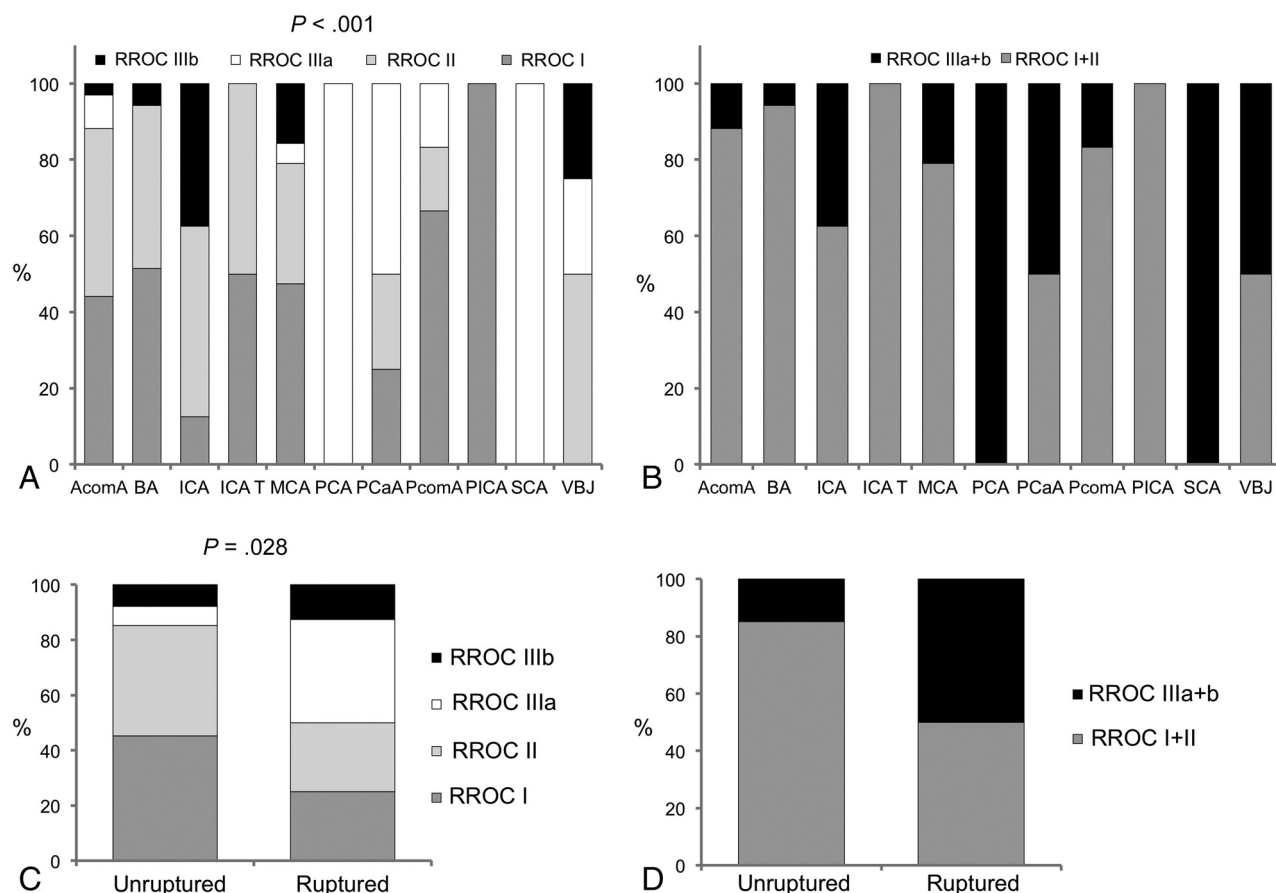 P < .001
RROC IIIb RROC IIIa RROC II RROC I
100
80
60
40
20
0
%
A
AcomA BA ICA ICA T MCA PCA PCaA PcomA PICA SCA VBJ
RROC IIIa+b RROC I+II
100
80
60
40
20
0
%
B
AcomA BA ICA ICA T MCA PCA PCaA PcomA PICA SCA VBJ
P = .028
100
80
60
40
20
0
%
C
Unruptured Ruptured
RROC IIIb
RROC IIIa
RROC II
RROC I
100
80
60
40
20
0
%
D
Unruptured Ruptured
RROC IIIa+b
RROC I+II